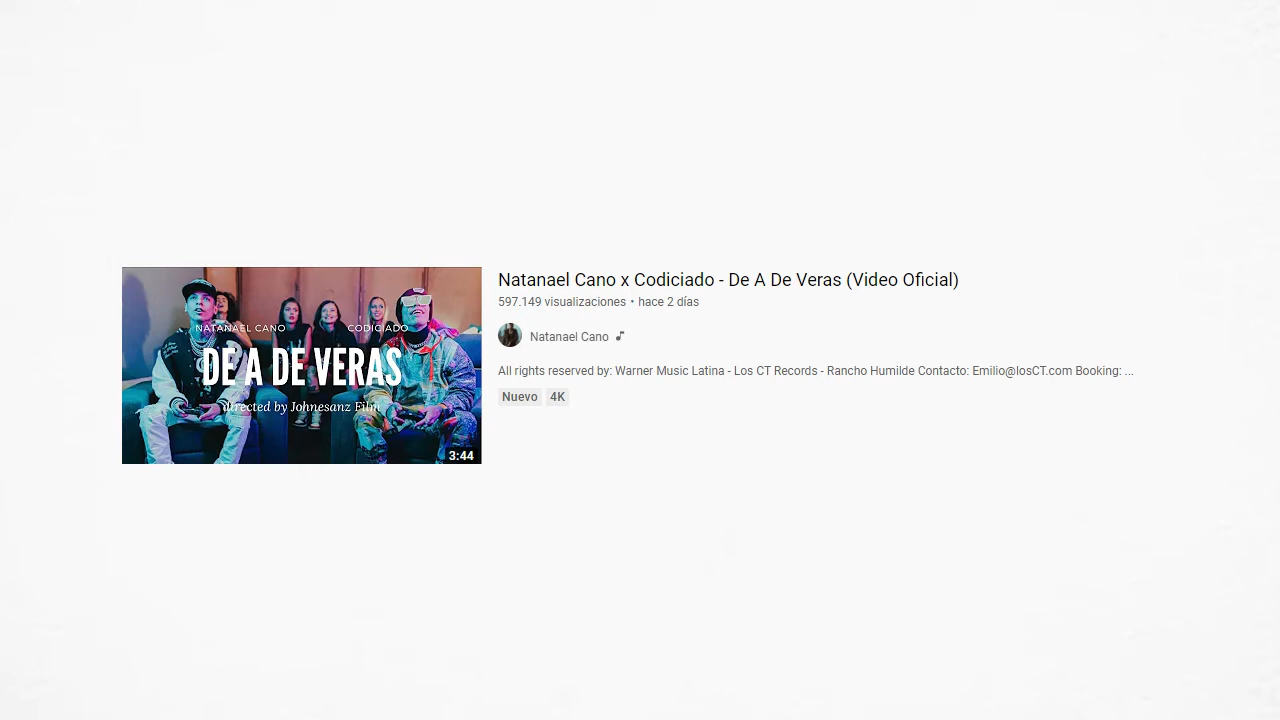 NATANAEL CANO CODICIADO
DE A DE VERAS
directed by Johnesanz Film
3:44
Natanael Cano x Codiciado - De A De Veras (Video Oficial)
597.149 visualizaciones • hace 2 días
Natanael Cano
All rights reserved by: Warner Music Latina - Los CT Records - Rancho Humilde Contacto: Emilio@losCT.com Booking: ...
Nuevo 4K